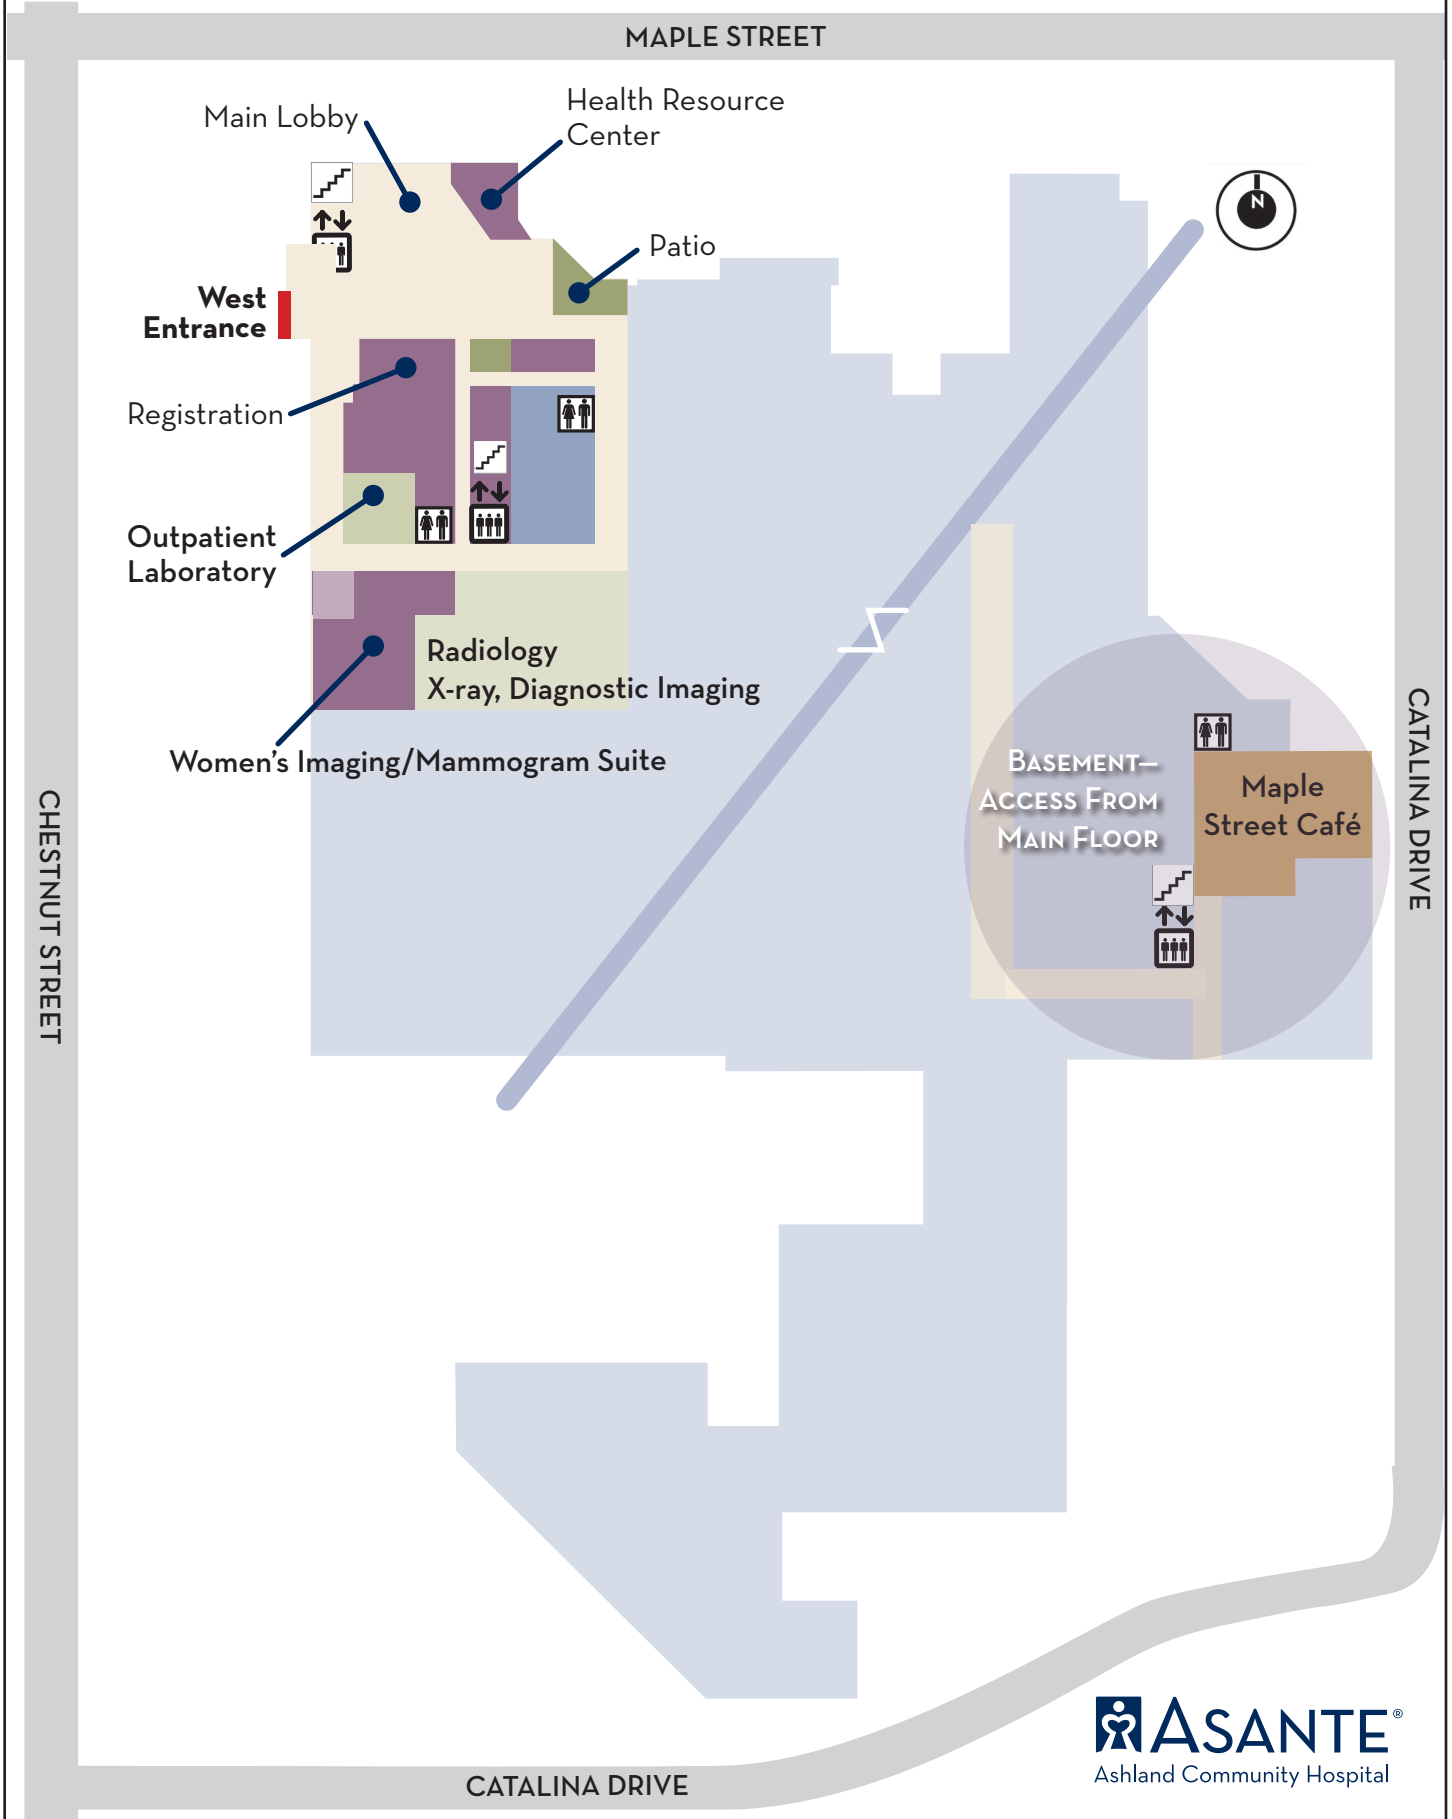 MAPLE STREET
Main Lobby
Health Resource
Center
N
Patio
West
Entrance
Registration
Outpatient
Laboratory
Radiology
X-ray, Diagnostic Imaging
Women's Imaging/Mammogram Suite
BASEMENT—
ACCESS FROM
MAIN FLOOR
Maple
Street Café
CHESTNUT STREET
CATALINA DRIVE
ASANTE®
Ashland Community Hospital
CATALINA DRIVE